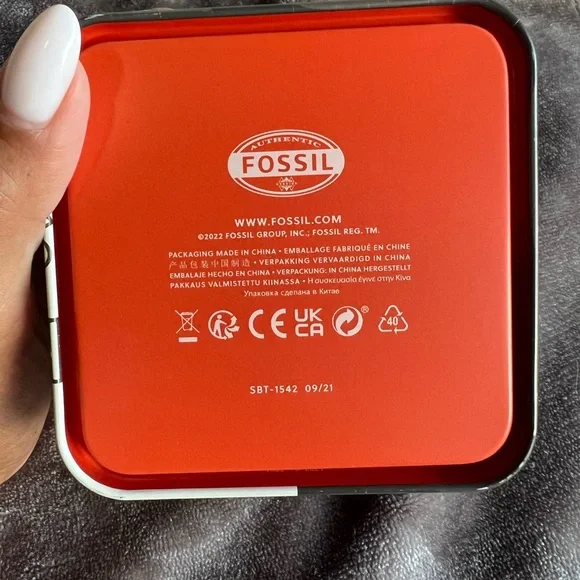 AUTHENTIC
FOSSIL
WWW.FOSSIL.COM
©2022 FOSSIL GROUP, INC.; FOSSIL REG. TM.
PACKAGING MADE IN CHINA • EMBALLAGE FABRIQUÉ EN CHINE
产品包装中国制造 • VERPAKKING VERVAARDIGD IN CHINA
EMBALAJE HECHO EN CHINA • VERPACKUNG: IN CHINA HERGESTELLT
PAKKAUS VALMISTETTU KIINASSA • Η συσκευασία έγινε στην Κίνα
Упаковка сделана в Китае
CE UK CA ® 40
SBT-1542 09/21